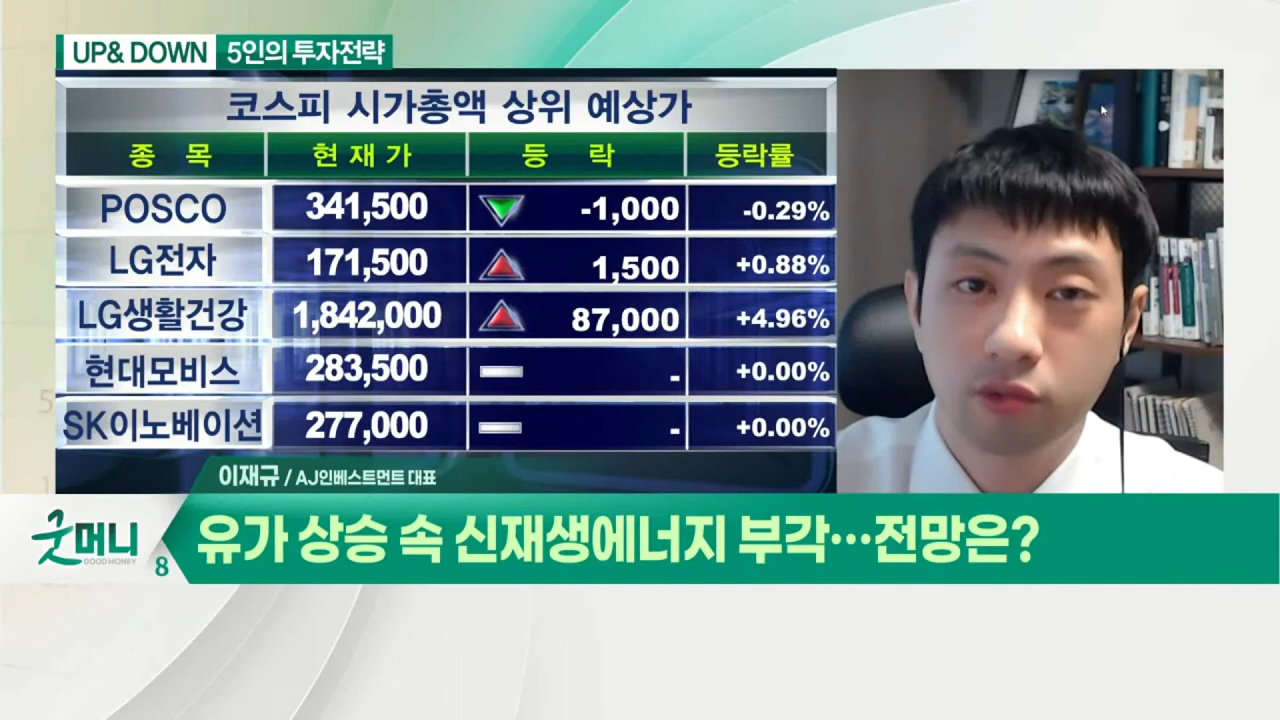 UP& DOWN 5인의 투자전략
코스피 시가총액 상위 예상가
종 목 현 재 가 등 락 등락률
POSCO 341,500 -1,000 -0.29%
LG전자 171,500 1,500 +0.88%
LG생활건강 1,842,000 87,000 +4.96%
현대모비스 283,500 - +0.00%
SK이노베이션 277,000 - +0.00%
이재규 / AJ인베스트먼트 대표
굿머니
GOOD MONEY
8
유가 상승 속 신재생에너지 부각…전망은?
5
1